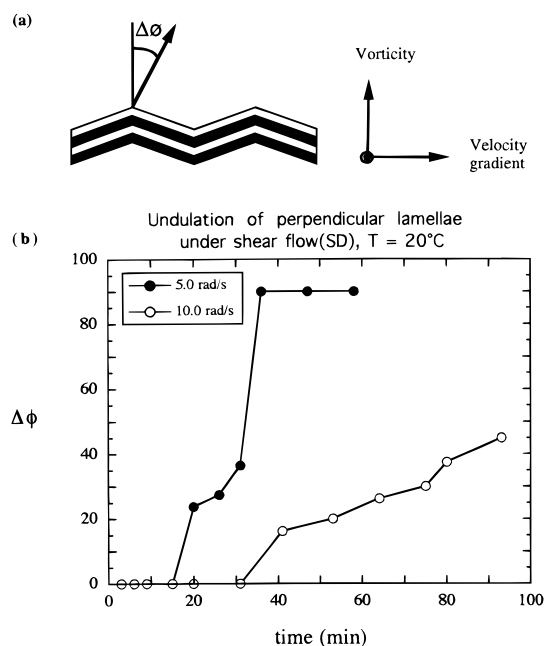 (a)
Δø
Vorticity
Velocity
gradient
(b)
Undulation of perpendicular lamellae
under shear flow(SD), T = 20°C
100
80
60
40
20
0
Δϕ
5.0 rad/s
10.0 rad/s
0 20 40 60 80 100
time (min)